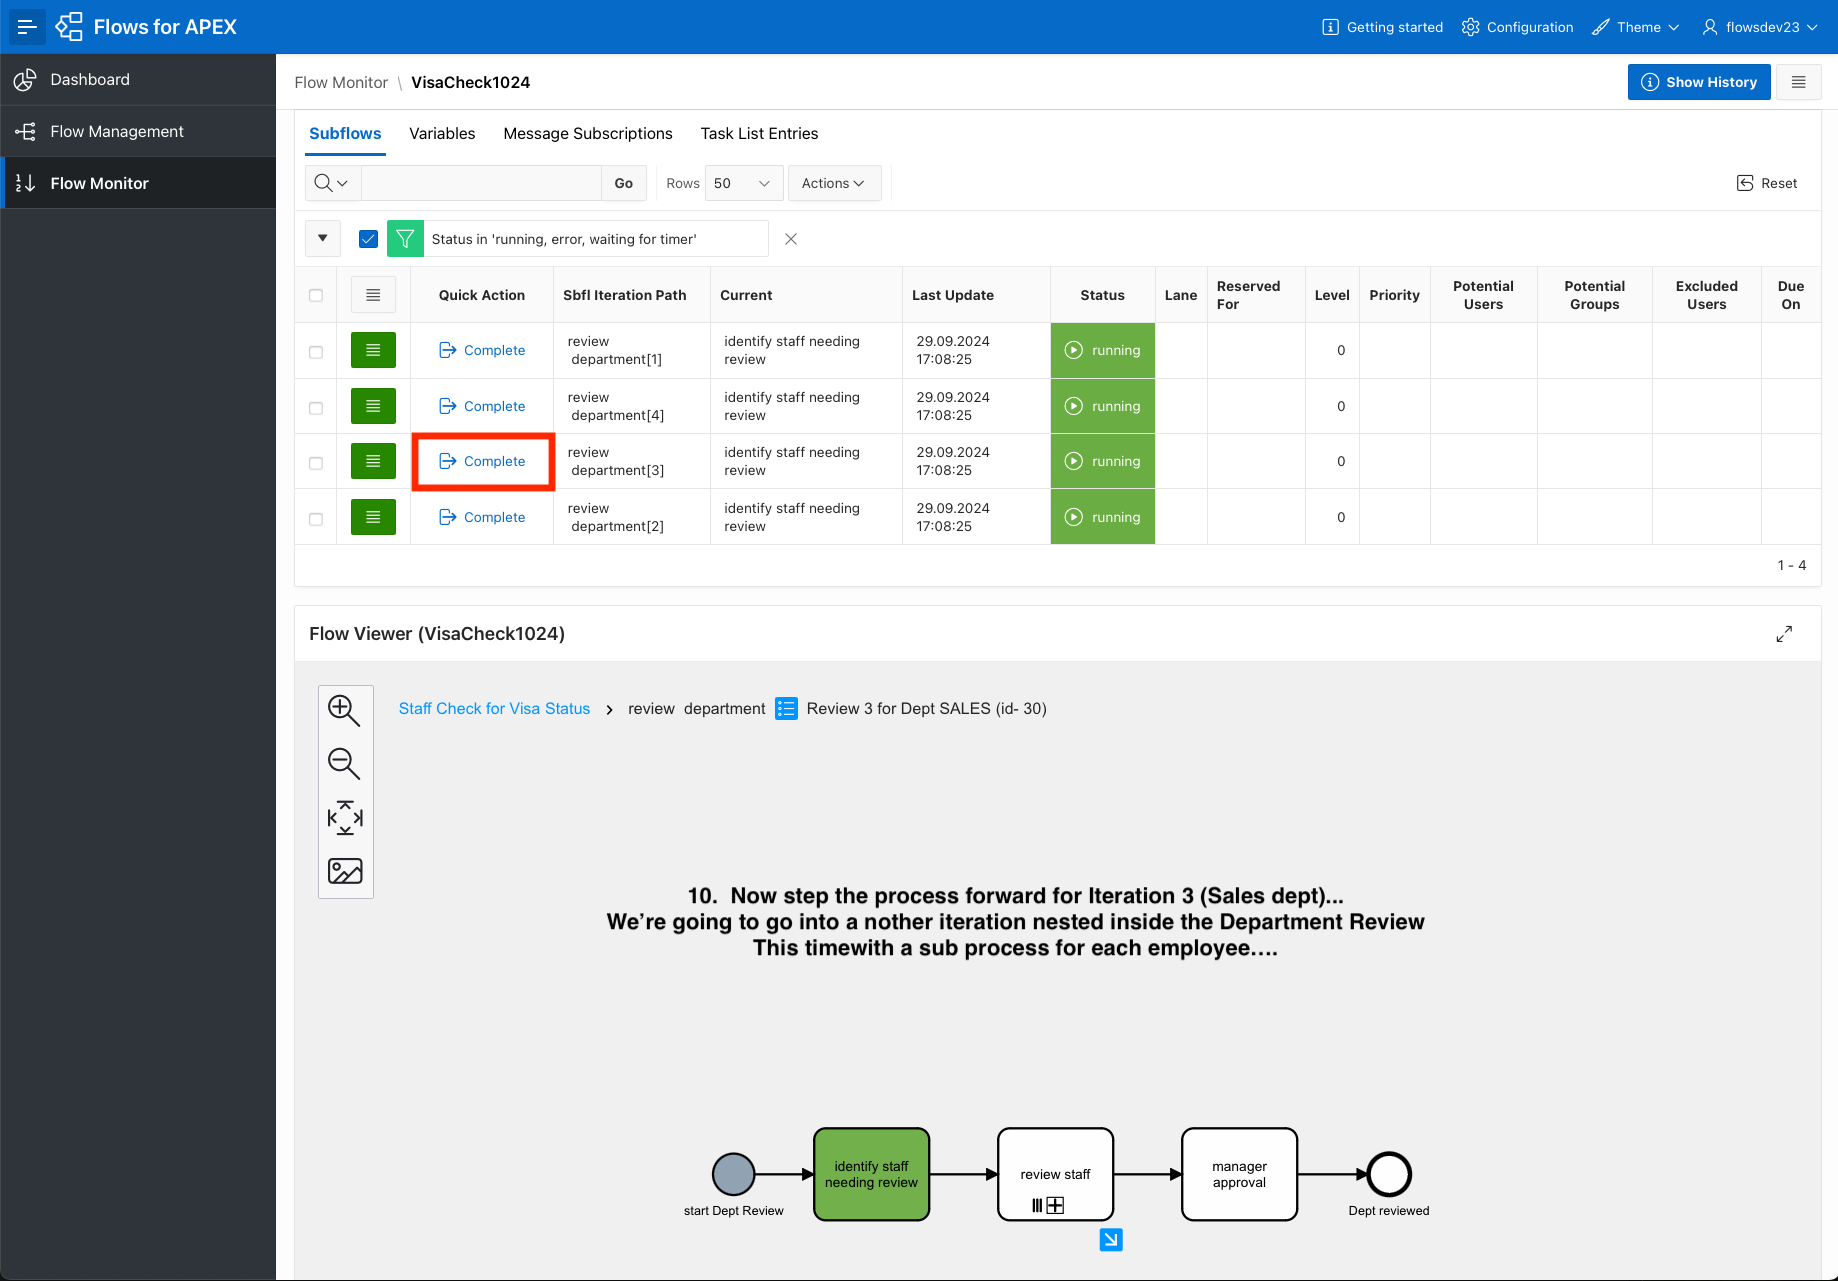 Flows for APEX
Getting started
Configuration
Theme
flowsdev23
Dashboard
Flow Management
Flow Monitor
Flow Monitor \ VisaCheck1024
Show History
Subflows
Variables
Message Subscriptions
Task List Entries
Go
Rows
50
Actions
Reset
Status in 'running, error, waiting for timer'
Quick Action
Sbfl Iteration Path
Current
Last Update
Status
Lane
Reserved
For
Level
Priority
Potential
Users
Potential
Groups
Excluded
Users
Due
On
Complete
review
department[1]
identify staff needing
review
29.09.2024
17:08:25
running
0
Complete
review
department[4]
identify staff needing
review
29.09.2024
17:08:25
running
0
Complete
review
department[3]
identify staff needing
review
29.09.2024
17:08:25
running
0
Complete
review
department[2]
identify staff needing
review
29.09.2024
17:08:25
running
0
1 - 4
Flow Viewer (VisaCheck1024)
Staff Check for Visa Status
review department
Review 3 for Dept SALES (id- 30)
10. Now step the process forward for Iteration 3 (Sales dept)...
We're going to go into a nother iteration nested inside the Department Review
This timewith a sub process for each employee....
start Dept Review
identify staff
needing review
review staff
manager
approval
Dept reviewed